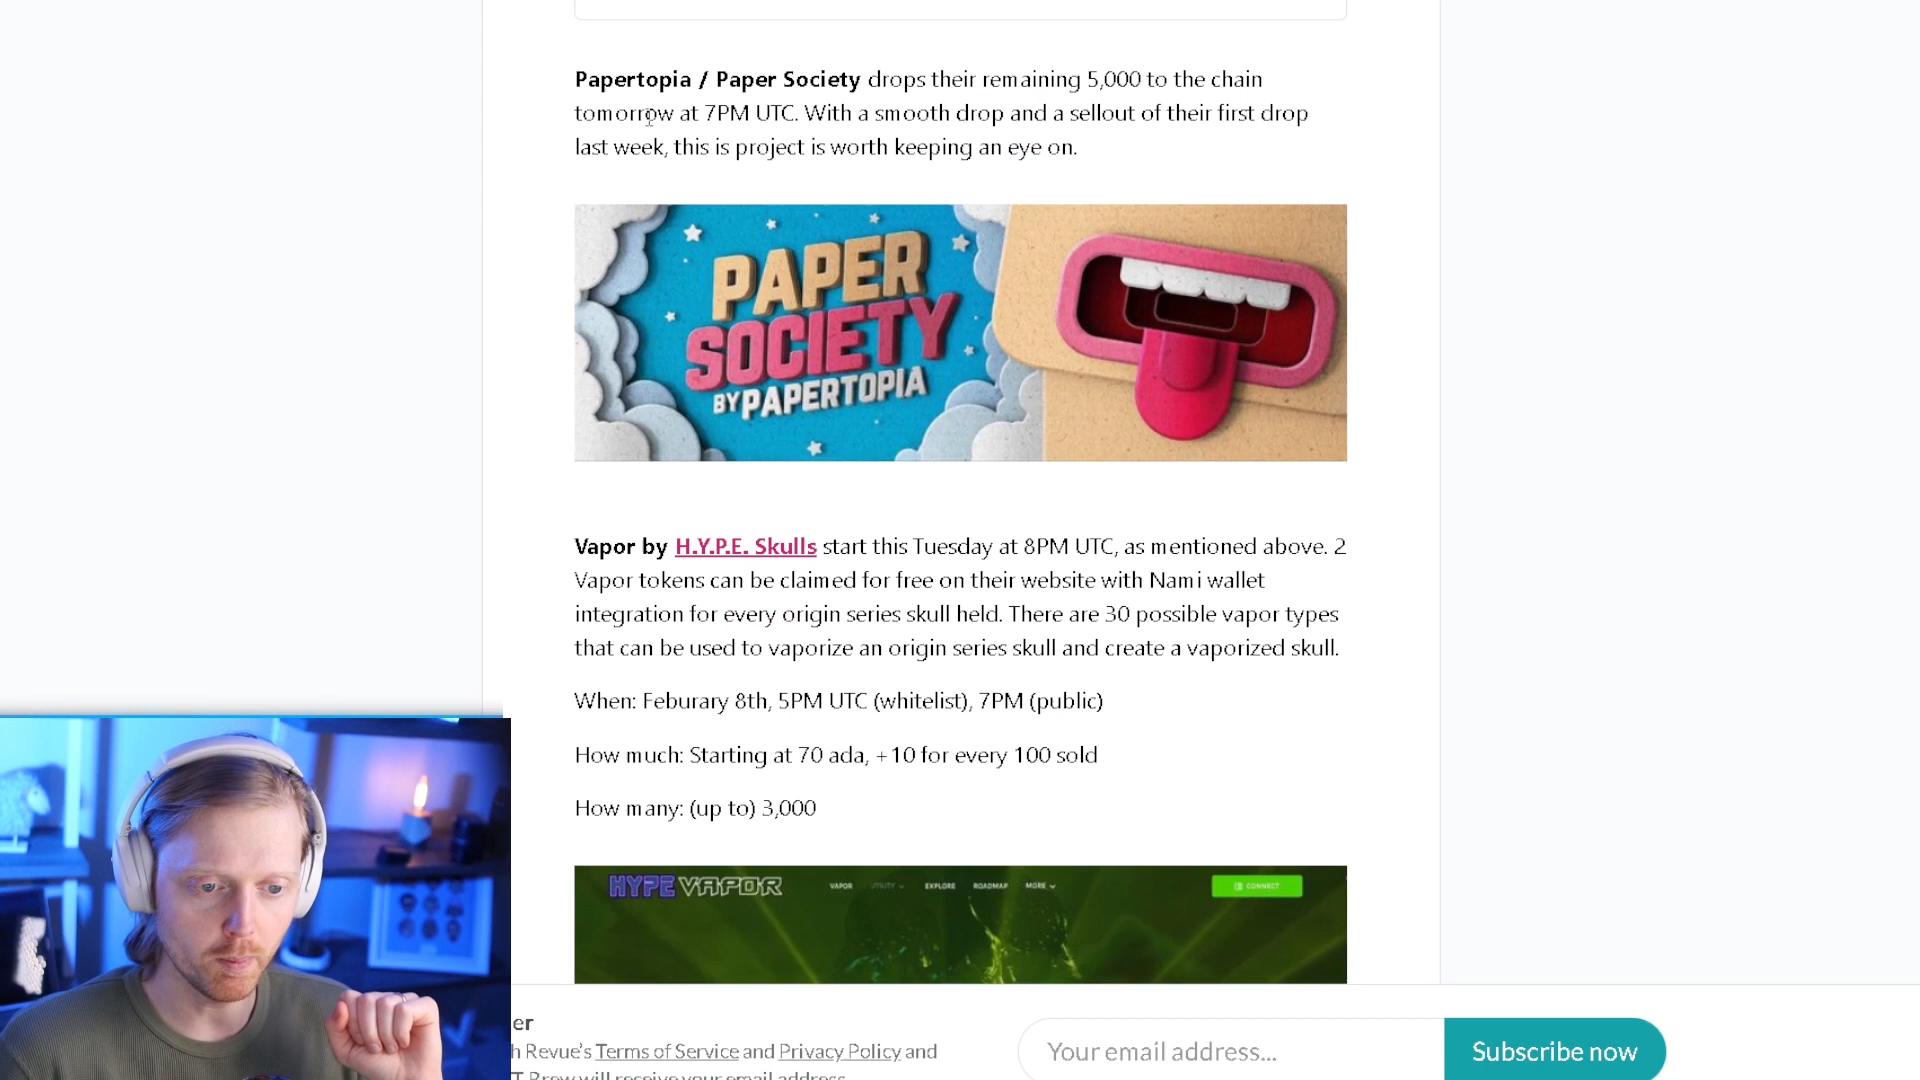 Papertopia / Paper Society drops their remaining 5,000 to the chain
tomorrow at 7PM UTC. With a smooth drop and a sellout of their first drop
last week, this is project is worth keeping an eye on.
PAPER
SOCIETY
BY PAPERTOPIA
Vapor by H.Y.P.E. Skulls start this Tuesday at 8PM UTC, as mentioned above. 2
Vapor tokens can be claimed for free on their website with Nami wallet
integration for every origin series skull held. There are 30 possible vapor types
that can be used to vaporize an origin series skull and create a vaporized skull.
When: Feburary 8th, 5PM UTC (whitelist), 7PM (public)
How much: Starting at 70 ada, +10 for every 100 sold
How many: (up to) 3,000
HYPE VAPOR VAPOR UTILITY EXPLORE ROADMAP MORE CONNECT
er
h Revue's Terms of Service and Privacy Policy and
T Brew will receive your email address.
Your email address...
Subscribe now